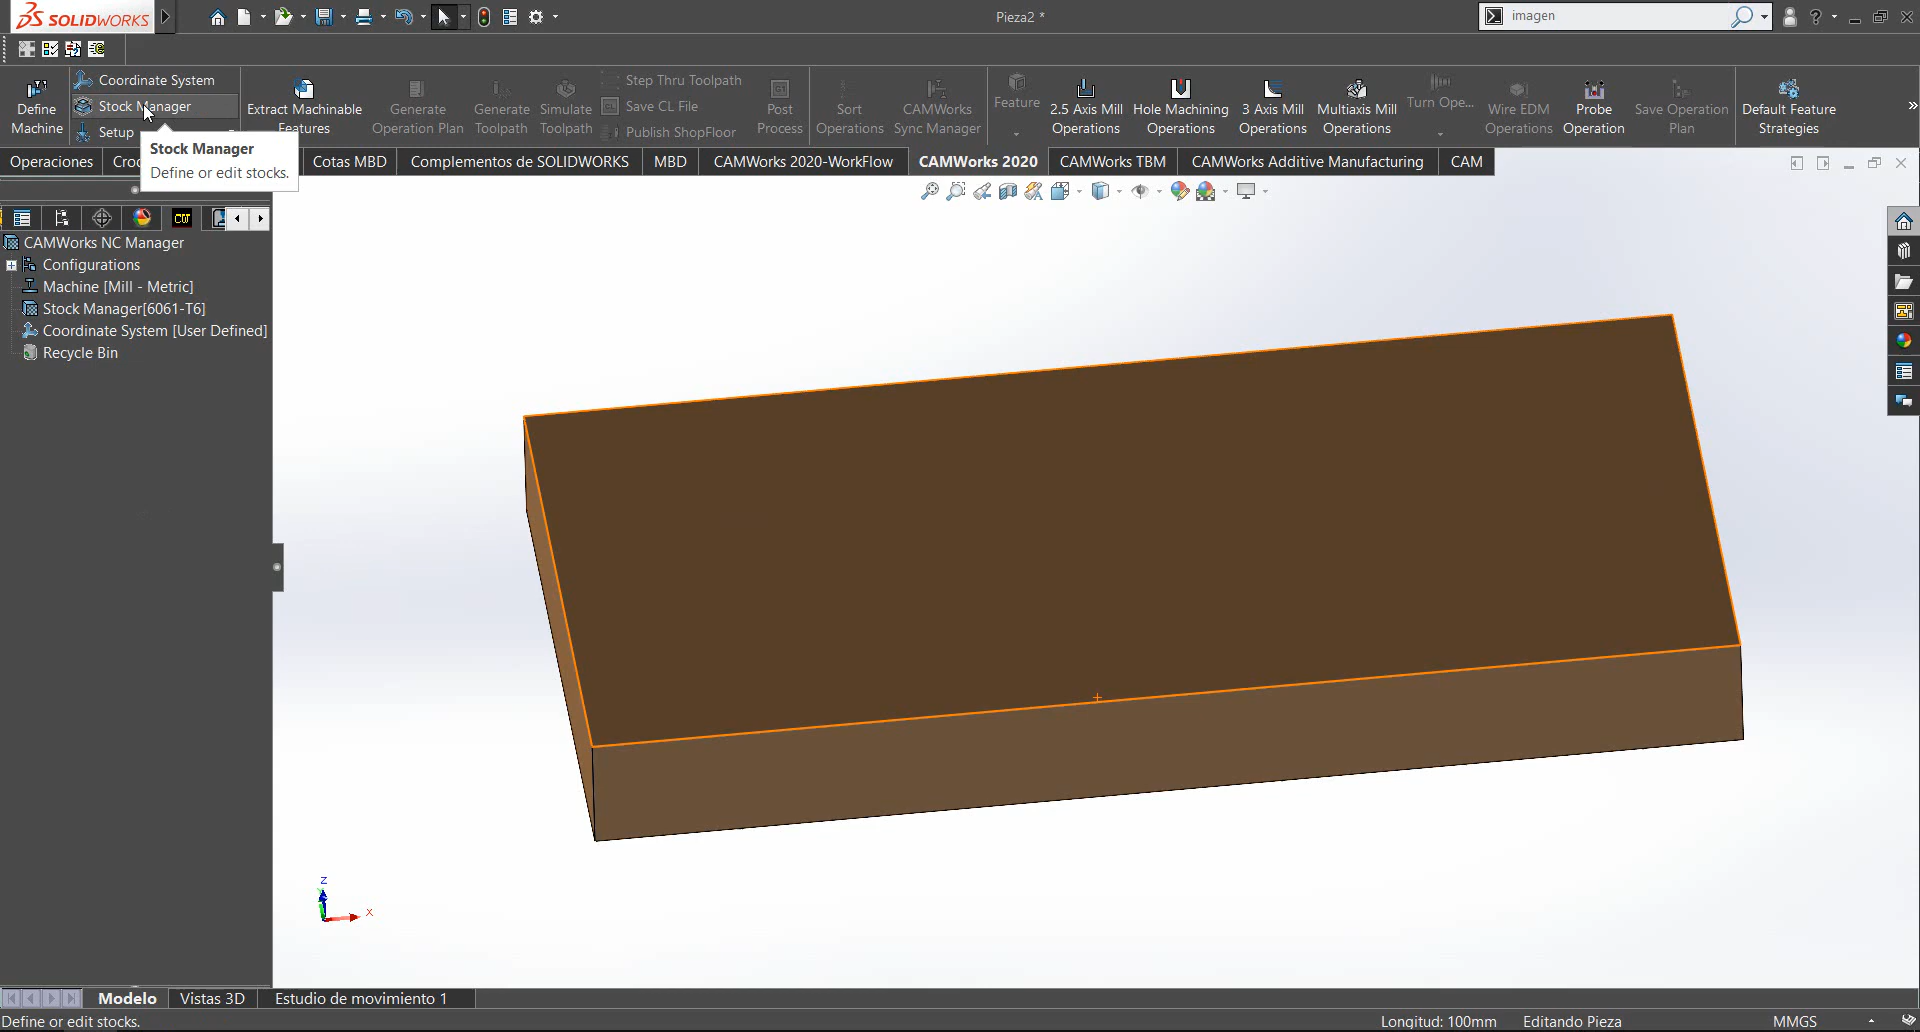 SOLIDWORKS
Pieza2 *
imagen
Define
Machine
Coordinate System
Stock Manager
Setup
Extract Machinable
Features
Generate
Operation Plan
Generate
Toolpath
Simulate
Toolpath
Step Thru Toolpath
Save CL File
Publish ShopFloor
Post
Process
Sort
Operations
CAMWorks
Sync Manager
Feature
2.5 Axis Mill
Operations
Hole Machining
Operations
3 Axis Mill
Operations
Multiaxis Mill
Operations
Turn Ope...
Wire EDM
Operations
Probe
Operation
Save Operation
Plan
Default Feature
Strategies
Stock Manager
Define or edit stocks.
Operaciones
Croc
Cotas MBD
Complementos de SOLIDWORKS
MBD
CAMWorks 2020-WorkFlow
CAMWorks 2020
CAMWorks TBM
CAMWorks Additive Manufacturing
CAM
CAMWorks NC Manager
Configurations
Machine [Mill - Metric]
Stock Manager[6061-T6]
Coordinate System [User Defined]
Recycle Bin
Z
X
Modelo
Vistas 3D
Estudio de movimiento 1
Define or edit stocks.
Longitud: 100mm
Editando Pieza
MMGS